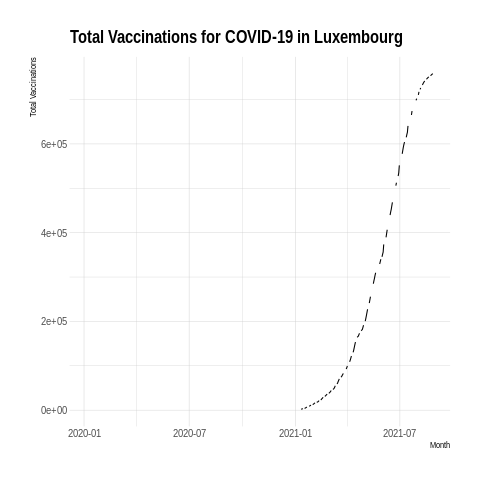 Total Vaccinations for COVID-19 in Luxembourg
Total Vaccinations
6e+05
4e+05
2e+05
0e+00
2020-01 2020-07 2021-01 2021-07
Month